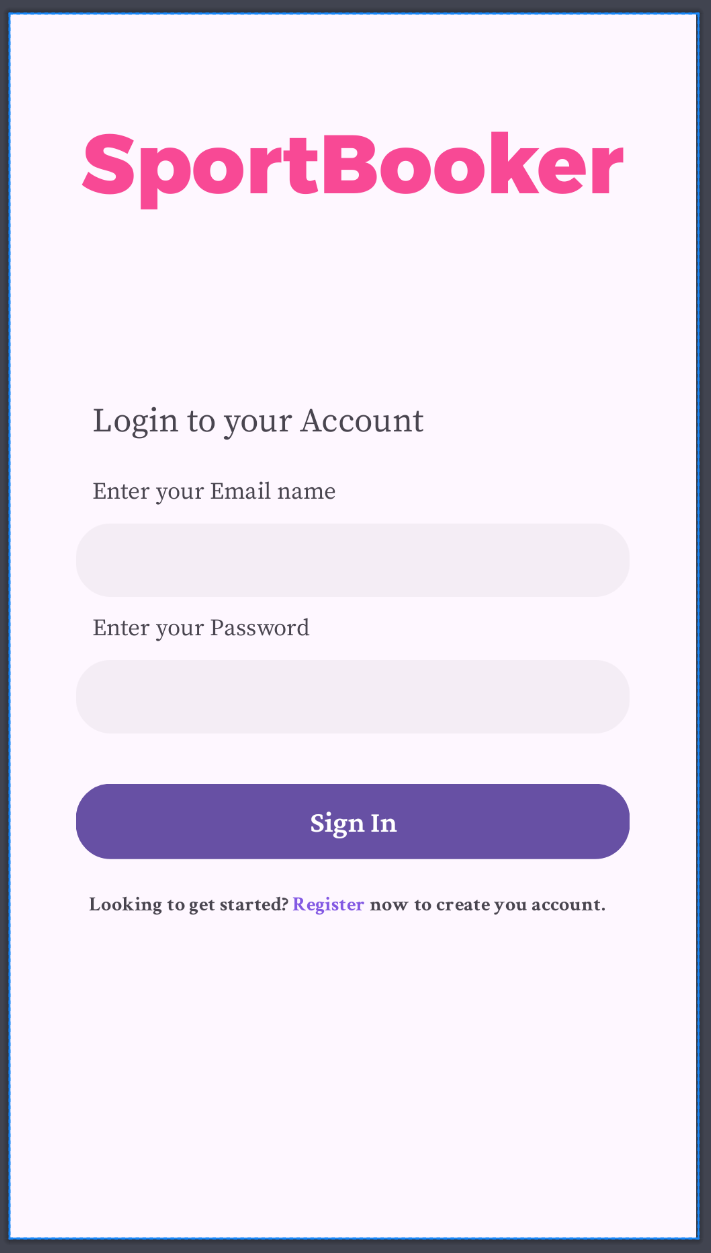 SportBooker
Login to your Account
Enter your Email name
Enter your Password
Sign In
Looking to get started? Register now to create you account.